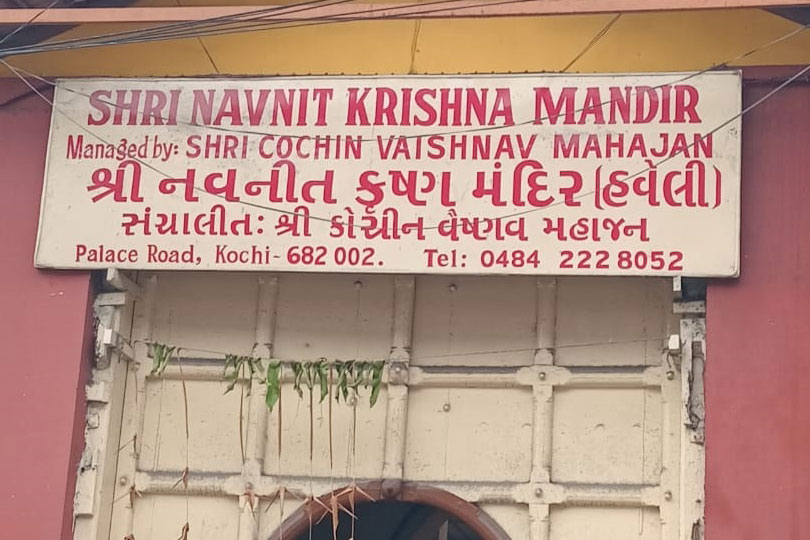 SHRI NAVNIT KRISHNA MANDIR
Managed by: SHRI COCHIN VAISHNAV MAHAJAN
શ્રી નવનીત કૃષ્ણ મંદિર (હવેલી)
સંચાલીત: શ્રી કોચીન વૈષ્ણવ મહાજન
Palace Road, Kochi- 682 002. Tel: 0484 222 8052